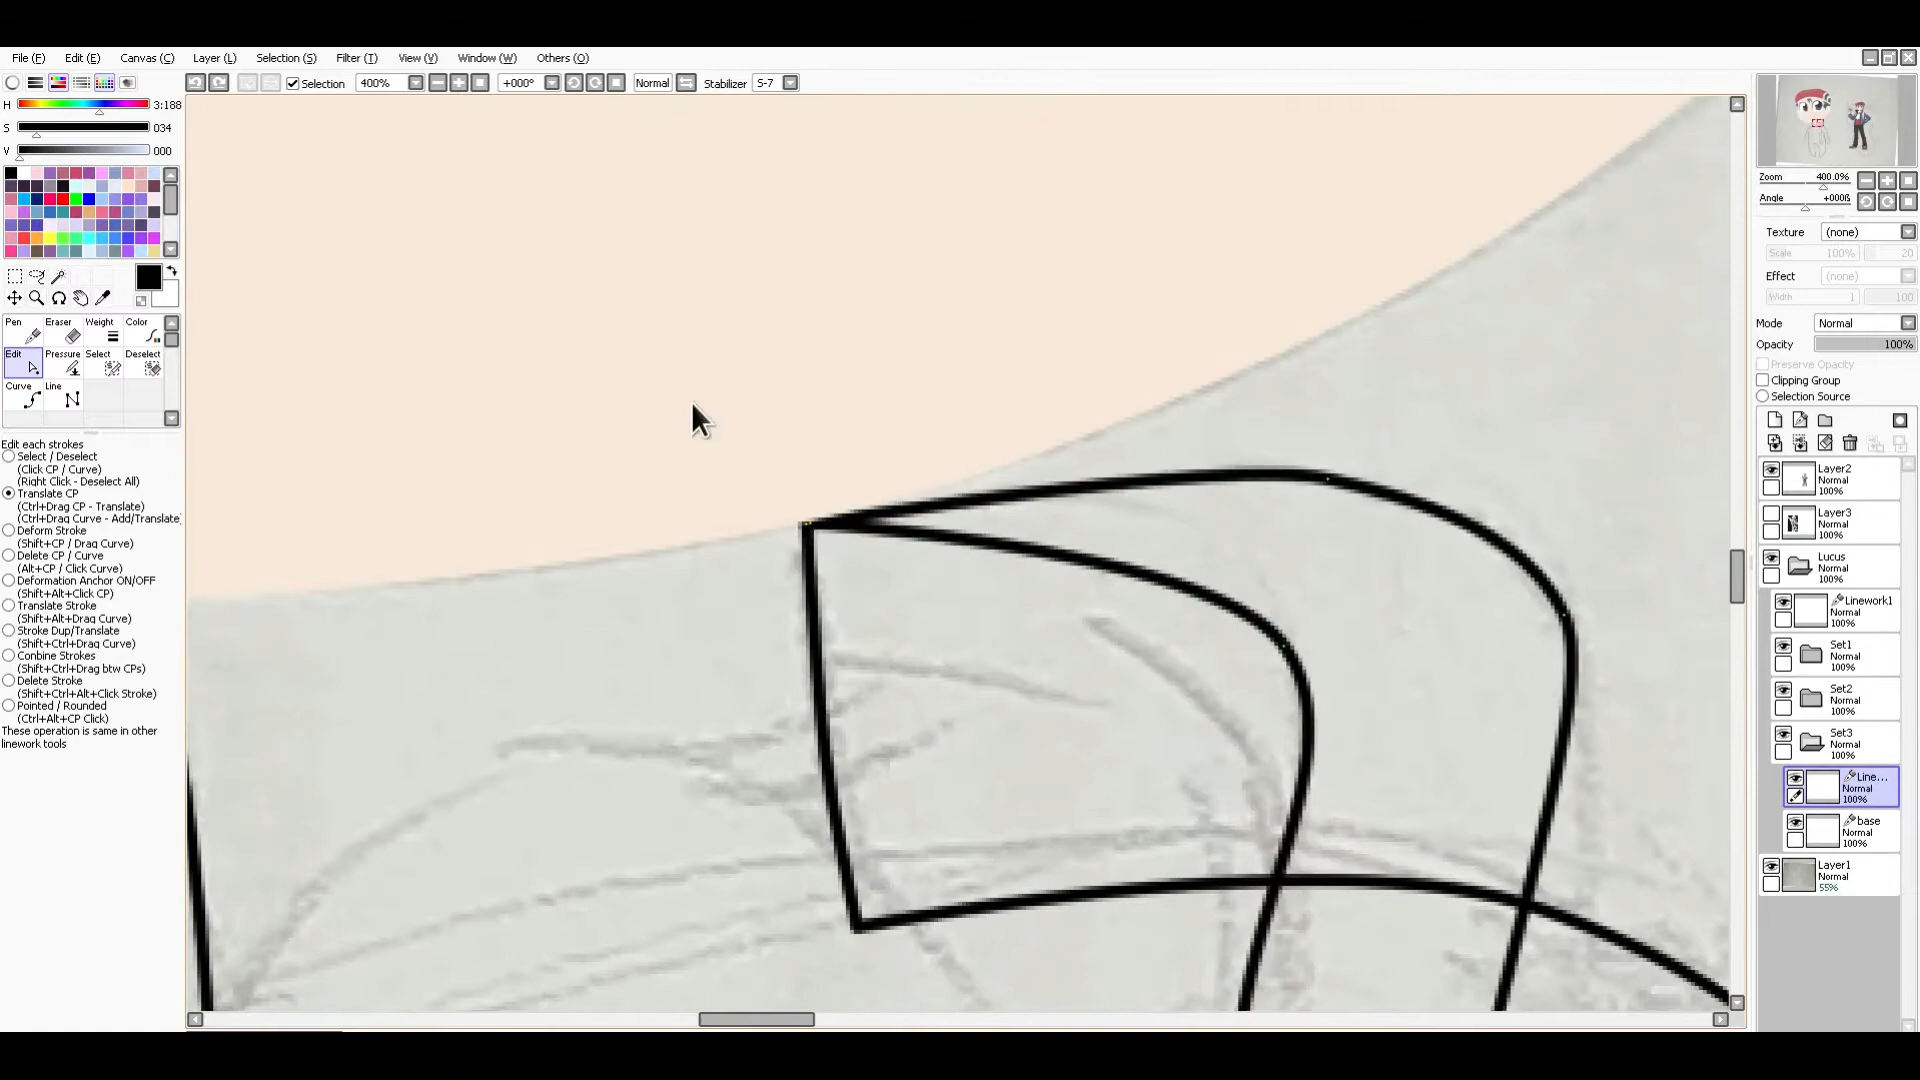 File (F) Edit (E) Canvas (C) Layer (L) Selection (S) Filter (T) View (V) Window (W) Others (O)
Selection 400% +000° Normal Stabilizer S-7
H 3:188
S 034
V 000
Pen Eraser Weight Color
Edit Pressure Select Deselect
Curve Line
Edit each strokes
Select / Deselect
(Click CP / Curve)
(Right Click - Deselect All)
Translate CP
(Ctrl+Drag CP - Translate)
(Ctrl+Drag Curve - Add/Translate
Deform Stroke
(Shift+CP / Drag Curve)
Delete CP / Curve
(Alt+CP / Click Curve)
Deformation Anchor ON/OFF
(Shift+Alt+Click CP)
Translate Stroke
(Shift+Alt+Drag Curve)
Stroke Dup/Translate
(Shift+Ctrl+Drag Curve)
Combine Strokes
(Shift+Ctrl+Drag btw CPs)
Delete Stroke
(Shift+Ctrl+Alt+Click Stroke)
Pointed / Rounded
(Ctrl+Alt+CP Click)
These operation is same in other
linework tools
Zoom 400.0%
Angle +000ß
Texture (none)
Scale 100% 20
Effect (none)
Width 1 100
Mode Normal
Opacity 100%
Preserve Opacity
Clipping Group
Selection Source
Layer2
Normal
100%
Layer3
Normal
100%
Lucus
Normal
100%
Linework1
Normal
100%
Set1
Normal
100%
Set2
Normal
100%
Set3
Normal
100%
Line...
Normal
100%
base
Normal
100%
Layer1
Normal
55%